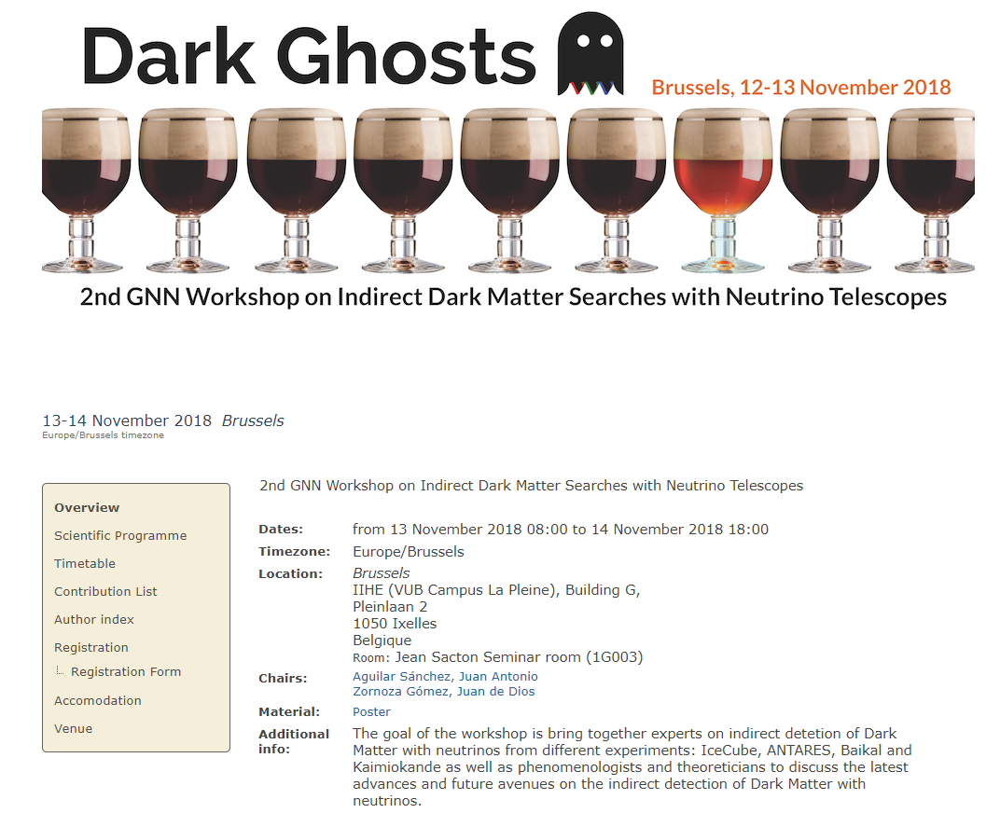 Dark Ghosts
Brussels, 12-13 November 2018
2nd GNN Workshop on Indirect Dark Matter Searches with Neutrino Telescopes
13-14 November 2018 Brussels
Europe/Brussels timezone
Overview
Scientific Programme
Timetable
Contribution List
Author index
Registration
Registration Form
Accomodation
Venue
2nd GNN Workshop on Indirect Dark Matter Searches with Neutrino Telescopes
Dates: from 13 November 2018 08:00 to 14 November 2018 18:00
Timezone: Europe/Brussels
Location: Brussels
IIHE (VUB Campus La Pleine), Building G,
Pleinlaan 2
1050 Ixelles
Belgique
Room: Jean Sacton Seminar room (1G003)
Chairs: Aguilar Sánchez, Juan Antonio
Zornoza Gómez, Juan de Dios
Material: Poster
Additional info: The goal of the workshop is bring together experts on indirect detetion of Dark
Matter with neutrinos from different experiments: IceCube, ANTARES, Baikal and
Kaimiokande as well as phenomenologists and theoreticians to discuss the latest
advances and future avenues on the indirect detection of Dark Matter with
neutrinos.